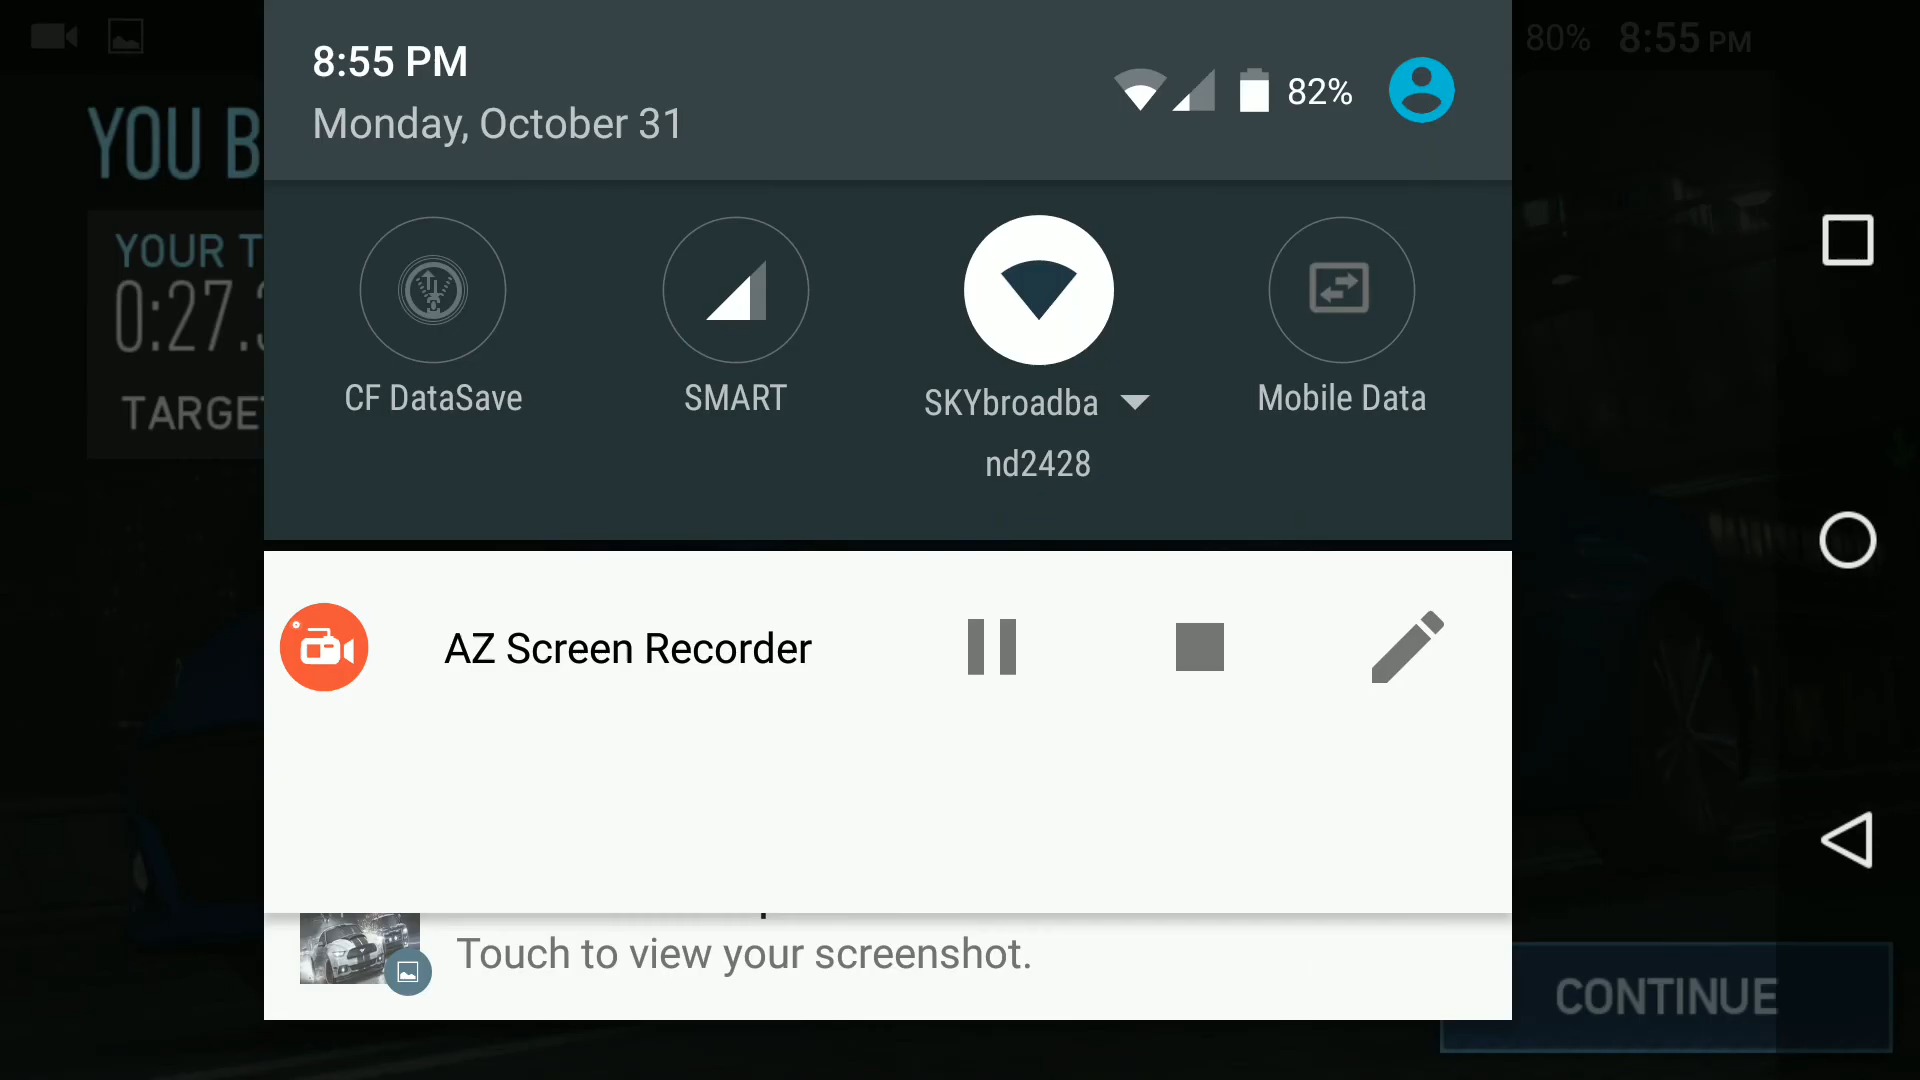 80% 8:55 PM
8:55 PM
Monday, October 31
82%
YOU B
YOUR T
0:27.
TARGE
CF DataSave
SMART
SKYbroadba
nd2428
Mobile Data
AZ Screen Recorder
Touch to view your screenshot.
CONTINUE